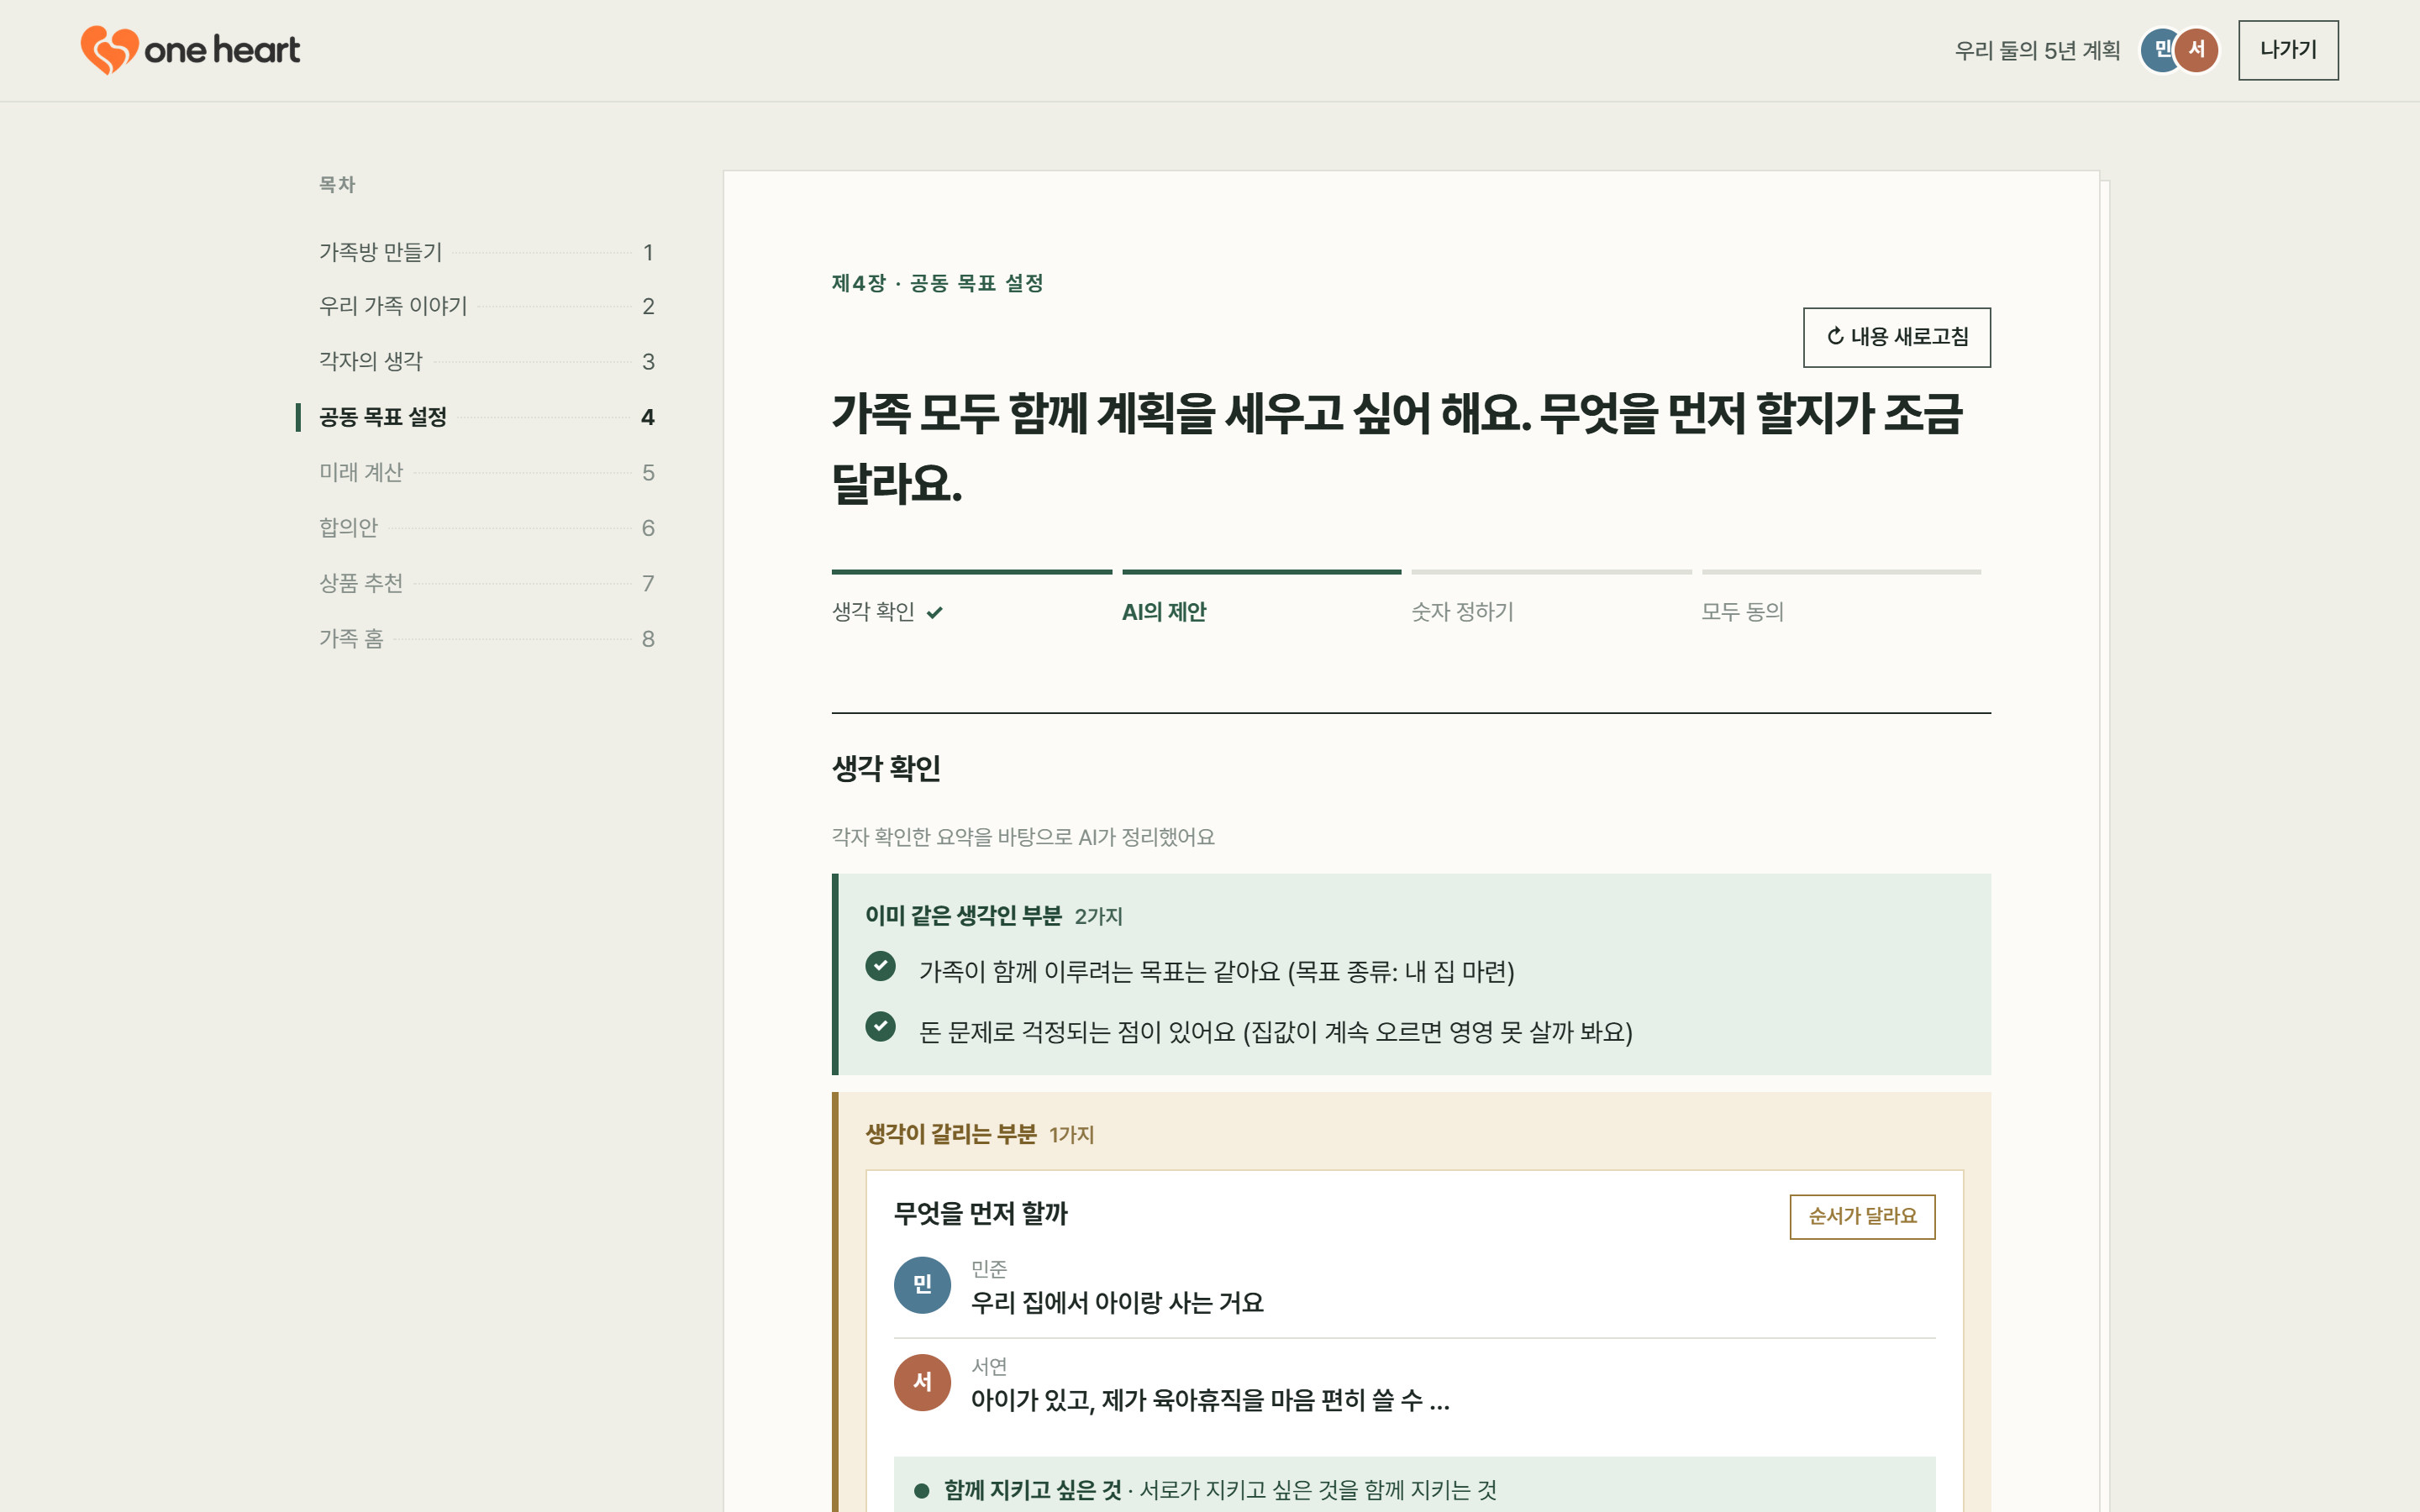 one heart
우리 둘의 5년 계획
민 서
나가기
목차
가족방 만들기 1
우리 가족 이야기 2
각자의 생각 3
공동 목표 설정 4
미래 계산 5
합의안 6
상품 추천 7
가족 홈 8
제4장 · 공동 목표 설정
↻ 내용 새로고침
가족 모두 함께 계획을 세우고 싶어 해요. 무엇을 먼저 할지가 조금
달라요.
생각 확인 ✓
AI의 제안
숫자 정하기
모두 동의
생각 확인
각자 확인한 요약을 바탕으로 AI가 정리했어요
이미 같은 생각인 부분 2가지
가족이 함께 이루려는 목표는 같아요 (목표 종류: 내 집 마련)
돈 문제로 걱정되는 점이 있어요 (집값이 계속 오르면 영영 못 살까 봐요)
생각이 갈리는 부분 1가지
무엇을 먼저 할까
순서가 달라요
민
민준
우리 집에서 아이랑 사는 거요
서
서연
아이가 있고, 제가 육아휴직을 마음 편히 쓸 수 ...
함께 지키고 싶은 것 · 서로가 지키고 싶은 것을 함께 지키는 것